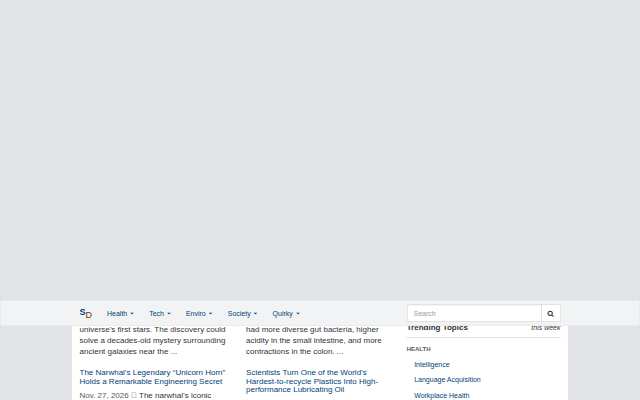 SD Health Tech Enviro Society Quirky Search
universe's first stars. The discovery could
solve a decades-old mystery surrounding
ancient galaxies near the ...
The Narwhal's Legendary "Unicorn Horn"
Holds a Remarkable Engineering Secret
Nov. 27, 2026 The narwhal's iconic
had more diverse gut bacteria, higher
acidity in the small intestine, and more
contractions in the colon. ...
Scientists Turn One of the World's
Hardest-to-recycle Plastics Into High-
performance Lubricating Oil
Trending Topics this week
HEALTH
Intelligence
Language Acquisition
Workplace Health